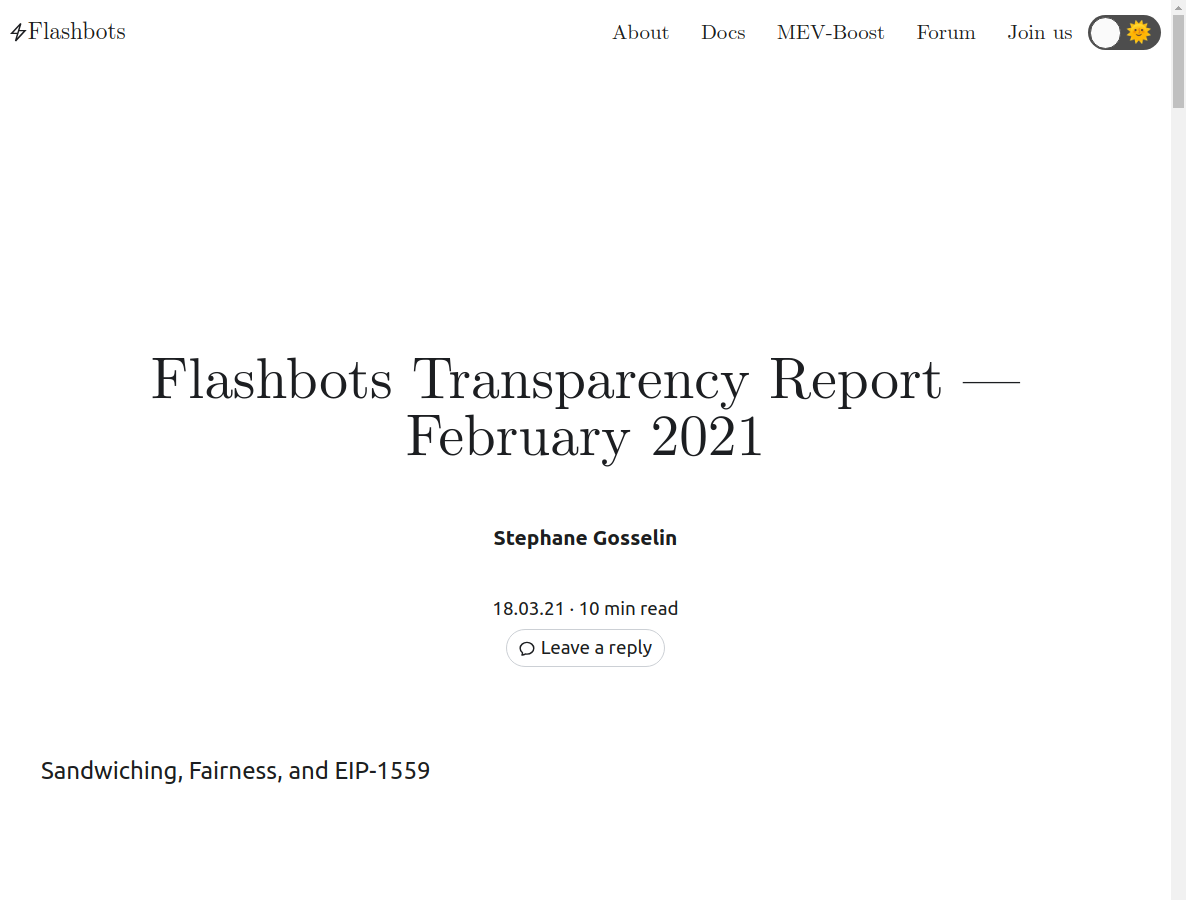 Flashbots
About
Docs
MEV-Boost
Forum
Join us
Flashbots Transparency Report —
February 2021
Stephane Gosselin
18.03.21 · 10 min read
Leave a reply
Sandwiching, Fairness, and EIP-1559